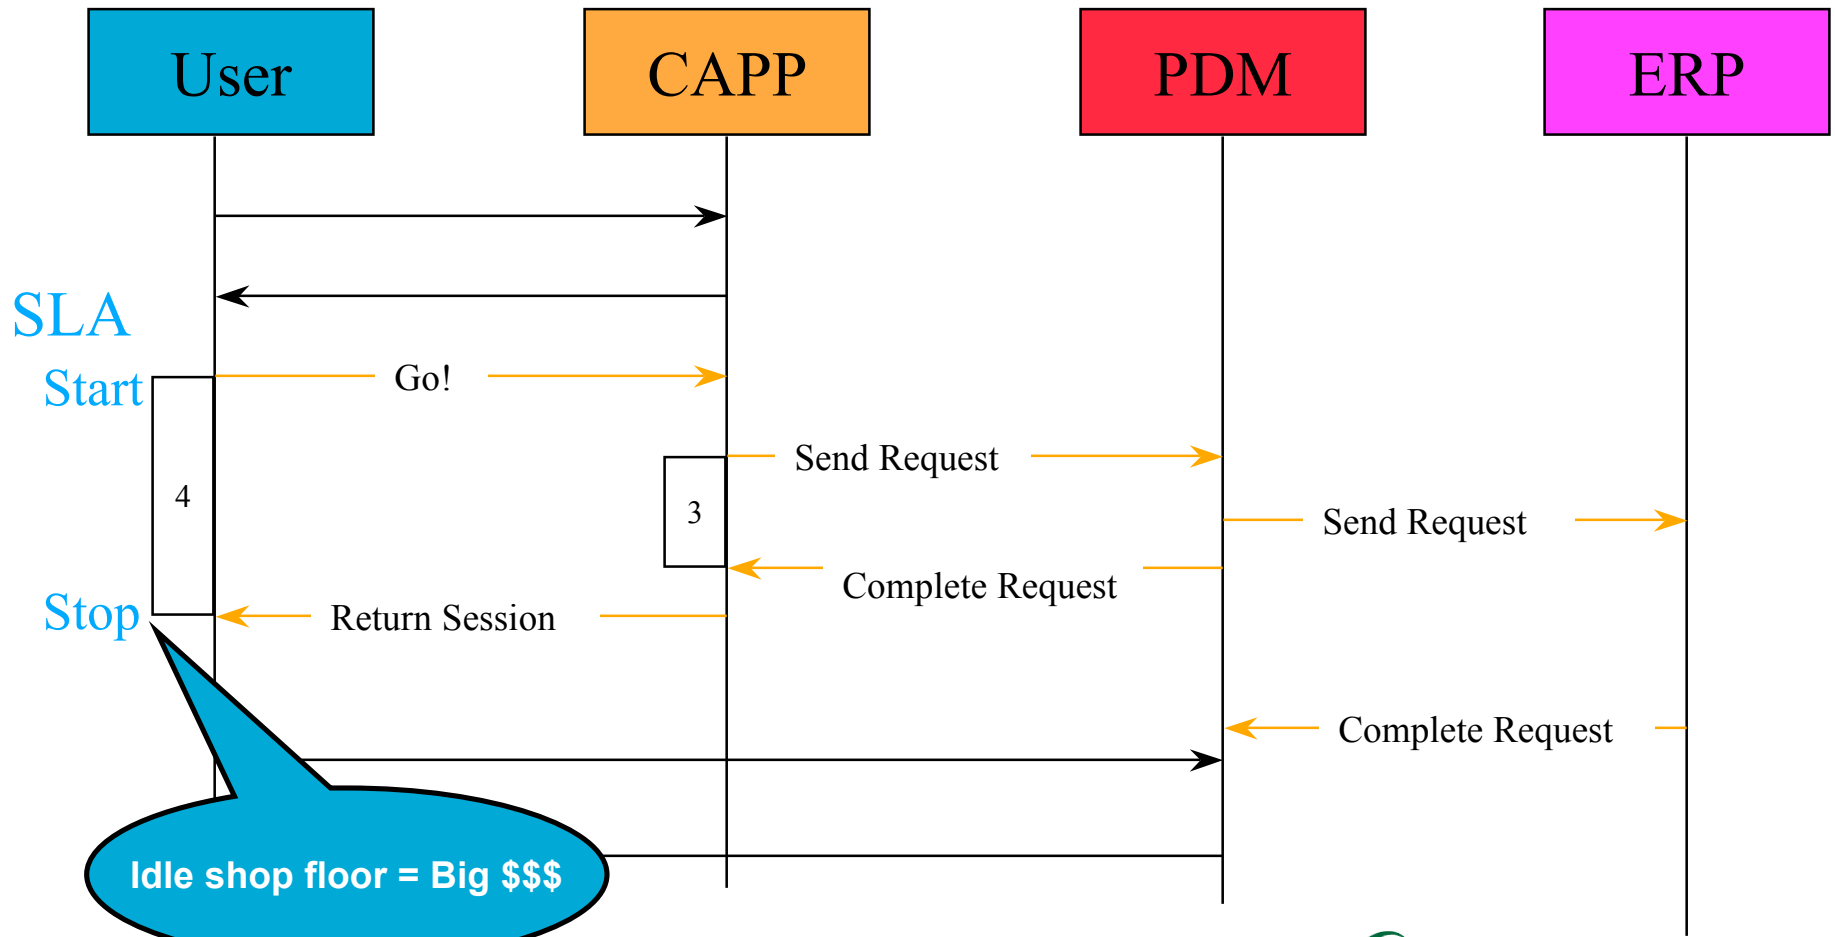 User
CAPP
PDM
ERP
SLA
Start
Go!
Send Request
4
3
Send Request
Complete Request
Stop
Return Session
Complete Request
Idle shop floor = Big $$$